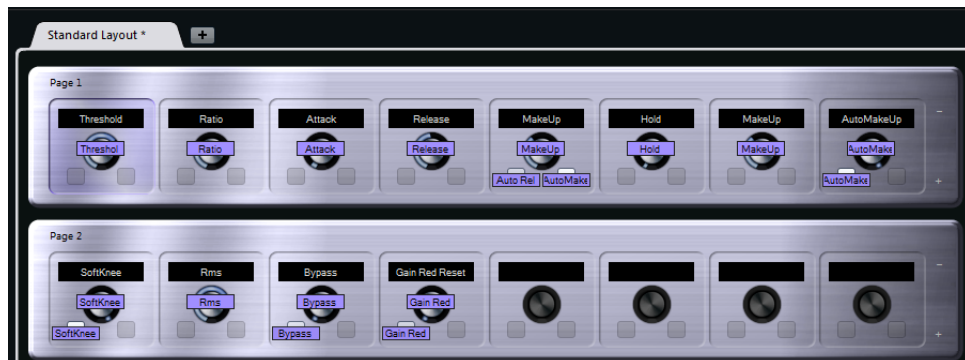 Standard Layout * +
Page 1
Threshold Ratio Attack Release MakeUp Hold MakeUp AutoMakeUp
Threshol Ratio Attack Release MakeUp Hold MakeUp AutoMake
Auto Rel AutoMake AutoMake
Page 2
SoftKnee Rms Bypass Gain Red Reset
SoftKnee Rms Bypass Gain Red
SoftKnee Bypass Gain Red